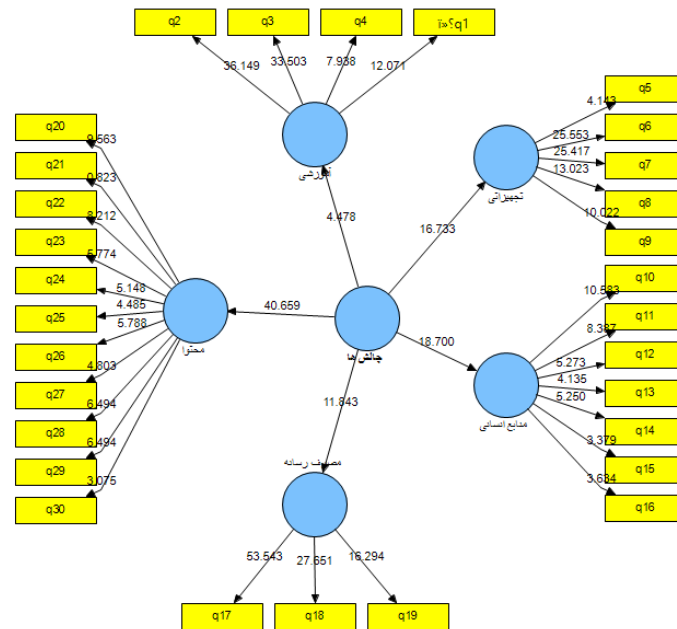 q2
q3
q4
ï»؟q1
36.149
33.503
7.938
12.071
آموزشی
q5
q6
q7
q8
q9
4.143
25.553
25.417
13.023
10.022
تجهیزاتی
4.478
16.733
q20
q21
q22
q23
q24
q25
q26
q27
q28
q29
q30
9.563
0.823
8.212
5.774
5.148
4.485
5.788
4.803
6.494
6.494
3.075
محتوا
40.659
چالش ها
18.700
11.843
q10
q11
q12
q13
q14
q15
q16
10.583
8.387
5.273
4.135
5.250
3.379
3.634
منابع انسانی
مصرف رسانه
53.543
27.651
16.294
q17
q18
q19